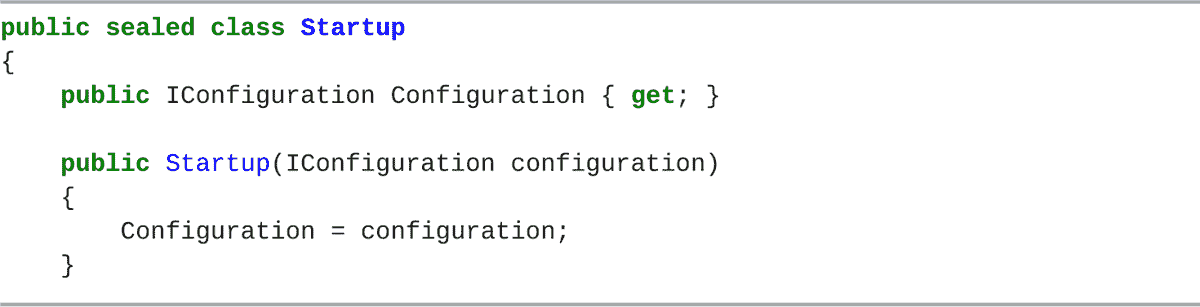 public sealed class Startup
{
    public IConfiguration Configuration { get; }

    public Startup(IConfiguration configuration)
    {
        Configuration = configuration;
    }